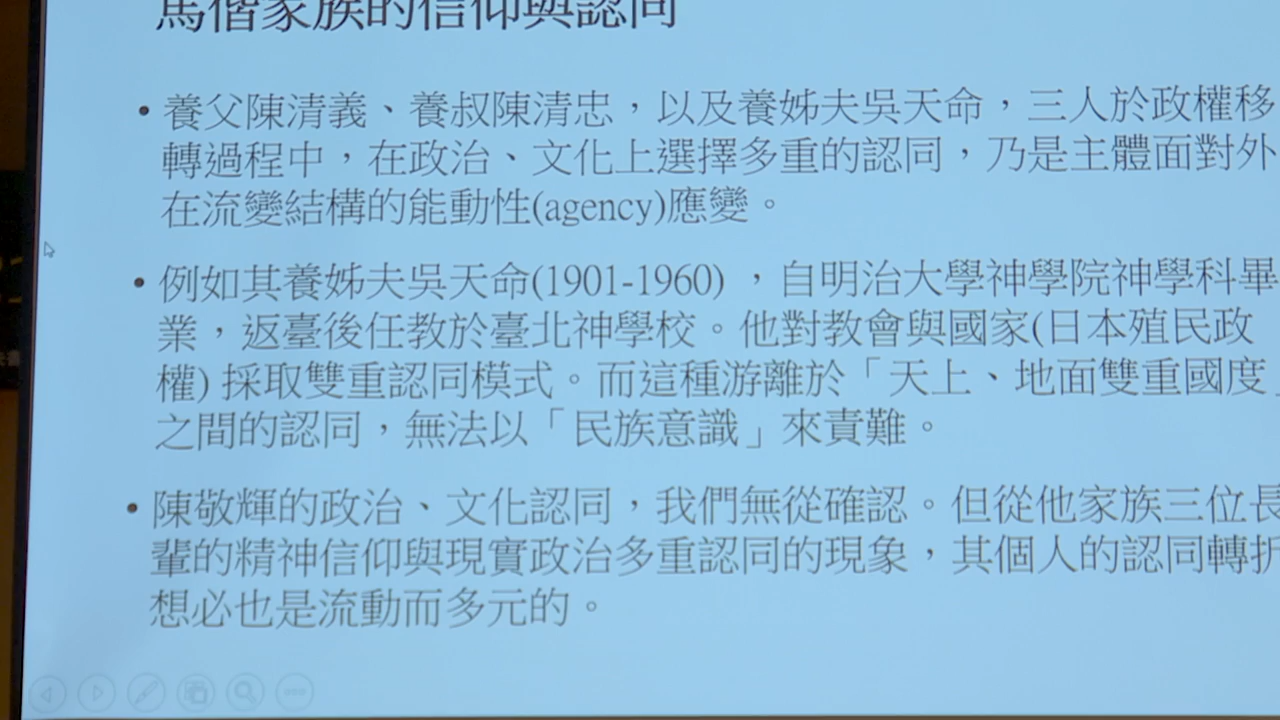 馬偕家族的信仰與認同
• 養父陳清義、養叔陳清忠，以及養姊夫吳天命，三人於政權移
轉過程中，在政治、文化上選擇多重的認同，乃是主體面對外
在流變結構的能動性(agency)應變。
• 例如其養姊夫吳天命(1901-1960) ，自明治大學神學院神學科畢
業，返臺後任教於臺北神學校。他對教會與國家(日本殖民政
權) 採取雙重認同模式。而這種游離於「天上、地面雙重國度」
之間的認同，無法以「民族意識」來責難。
• 陳敬輝的政治、文化認同，我們無從確認。但從他家族三位長
輩的精神信仰與現實政治多重認同的現象，其個人的認同轉折
想必也是流動而多元的。